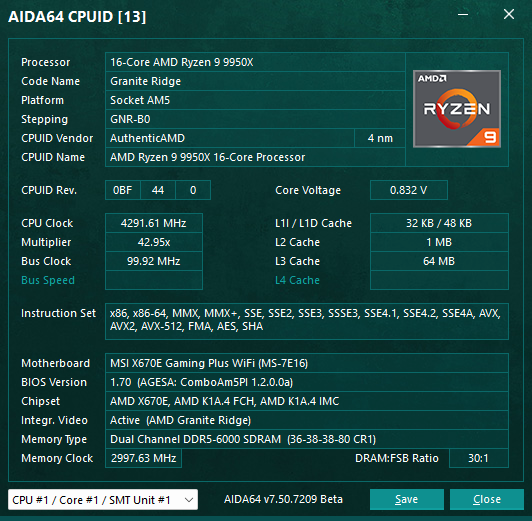 AIDA64 CPUID [13]
Processor 16-Core AMD Ryzen 9 9950X
Code Name Granite Ridge
Platform Socket AM5
Stepping GNR-B0
CPUID Vendor AuthenticAMD 4 nm
CPUID Name AMD Ryzen 9 9950X 16-Core Processor
AMD
RYZEN
9
CPUID Rev. 0BF 44 0 Core Voltage 0.832 V
CPU Clock 4291.61 MHz L1I / L1D Cache 32 KB / 48 KB
Multiplier 42.95x L2 Cache 1 MB
Bus Clock 99.92 MHz L3 Cache 64 MB
Bus Speed L4 Cache
Instruction Set x86, x86-64, MMX, MMX+, SSE, SSE2, SSE3, SSSE3, SSE4.1, SSE4.2, SSE4A, AVX,
AVX2, AVX-512, FMA, AES, SHA
Motherboard MSI X670E Gaming Plus WiFi (MS-7E16)
BIOS Version 1.70 (AGESA: ComboAm5PI 1.2.0.0a)
Chipset AMD X670E, AMD K1A.4 FCH, AMD K1A.4 IMC
Integr. Video Active (AMD Granite Ridge)
Memory Type Dual Channel DDR5-6000 SDRAM (36-38-38-80 CR1)
Memory Clock 2997.63 MHz DRAM:FSB Ratio 30:1
CPU #1 / Core #1 / SMT Unit #1 AIDA64 v7.50.7209 Beta Save Close